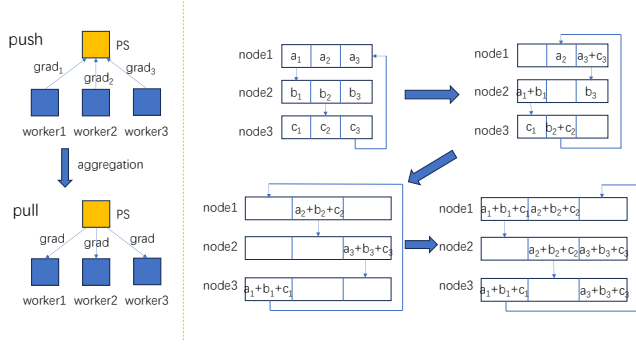 push
PS
grad₁
grad₂
grad₃
worker1 worker2 worker3
aggregation
pull
PS
grad grad grad
worker1 worker2 worker3
node1 a₁ a₂ a₃
node2 b₁ b₂ b₃
node3 c₁ c₂ c₃
node1 a₂ a₃+c₃
node2 a₁+b₁ b₃
node3 c₁ b₂+c₂
node1 a₂+b₂+c₂
node2 a₃+b₃+c₃
node3 a₁+b₁+c₁
node1 a₁+b₁+c₁ a₂+b₂+c₂
node2 a₂+b₂+c₂ a₃+b₃+c₃
node3 a₁+b₁+c₁ a₃+b₃+c₃